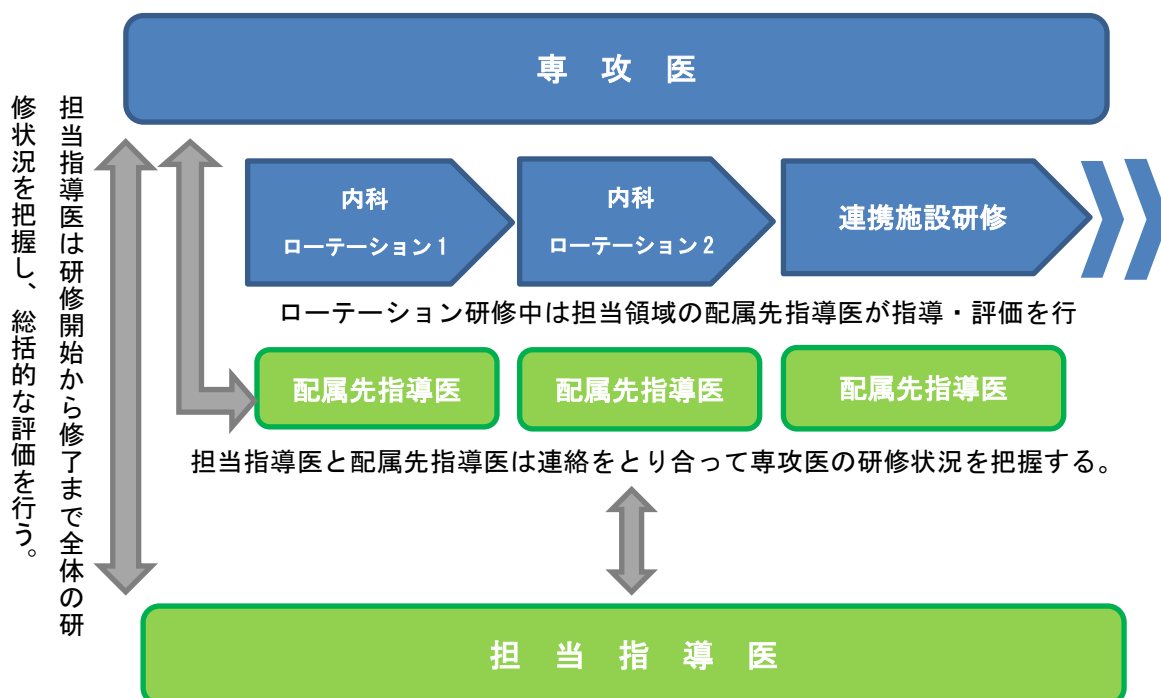 専攻医
担当指導医は研修開始から修了まで全体の研
修状況を把握し、総括的な評価を行う。
内科
ローテーション1
内科
ローテーション2
連携施設研修
ローテーション研修中は担当領域の配属先指導医が指導・評価を行
配属先指導医
配属先指導医
配属先指導医
担当指導医と配属先指導医は連絡をとり合って専攻医の研修状況を把握する。
担当指導医